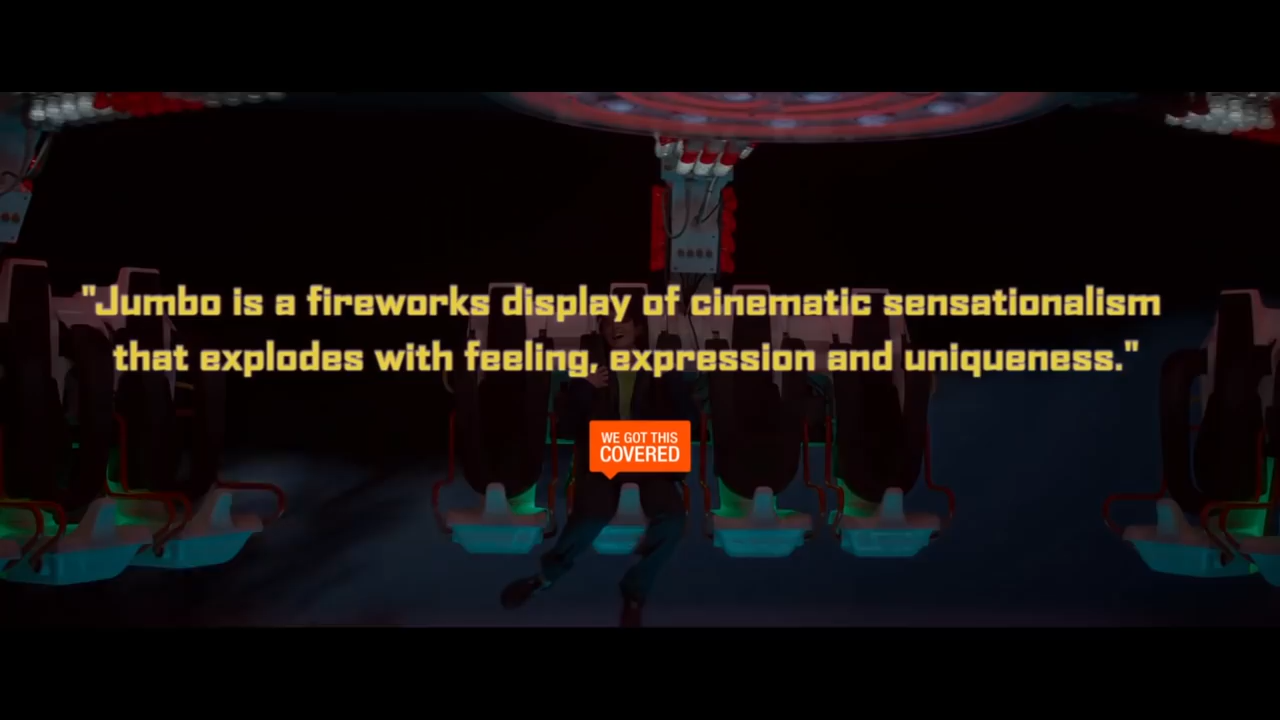 "Jumbo is a fireworks display of cinematic sensationalism
that explodes with feeling, expression and uniqueness."
WE GOT THIS
COVERED